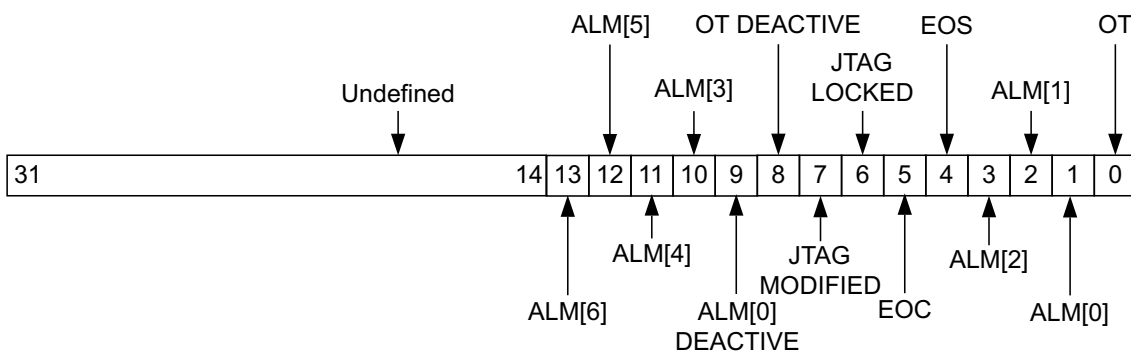 ALM[5]
OT DEACTIVE
EOS
OT
JTAG
LOCKED
Undefined
ALM[3]
ALM[1]
31
14
13
12
11
10
9
8
7
6
5
4
3
2
1
0
ALM[4]
JTAG
MODIFIED
ALM[2]
ALM[6]
ALM[0]
DEACTIVE
EOC
ALM[0]